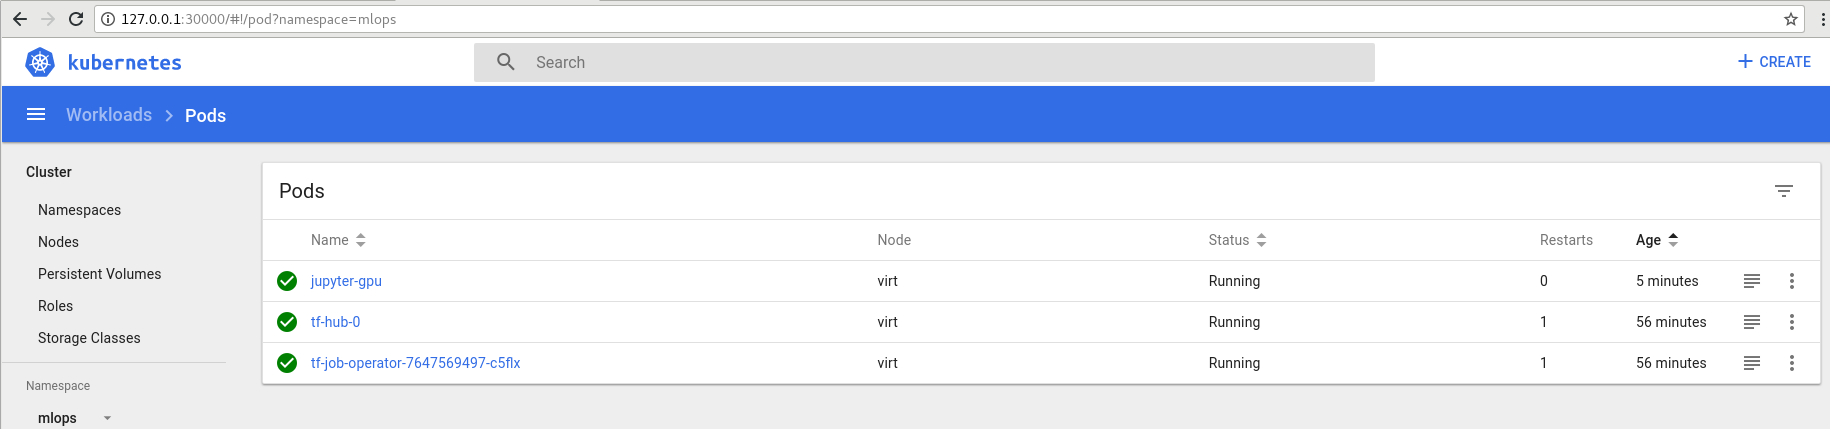 127.0.0.1:30000/#!/pod?namespace=mlops
kubernetes
Search
+ CREATE
Workloads > Pods
Cluster
Namespaces
Nodes
Persistent Volumes
Roles
Storage Classes
Namespace
mlops
Pods
Name Node Status Restarts Age
jupyter-gpu virt Running 0 5 minutes
tf-hub-0 virt Running 1 56 minutes
tf-job-operator-7647569497-c5flx virt Running 1 56 minutes